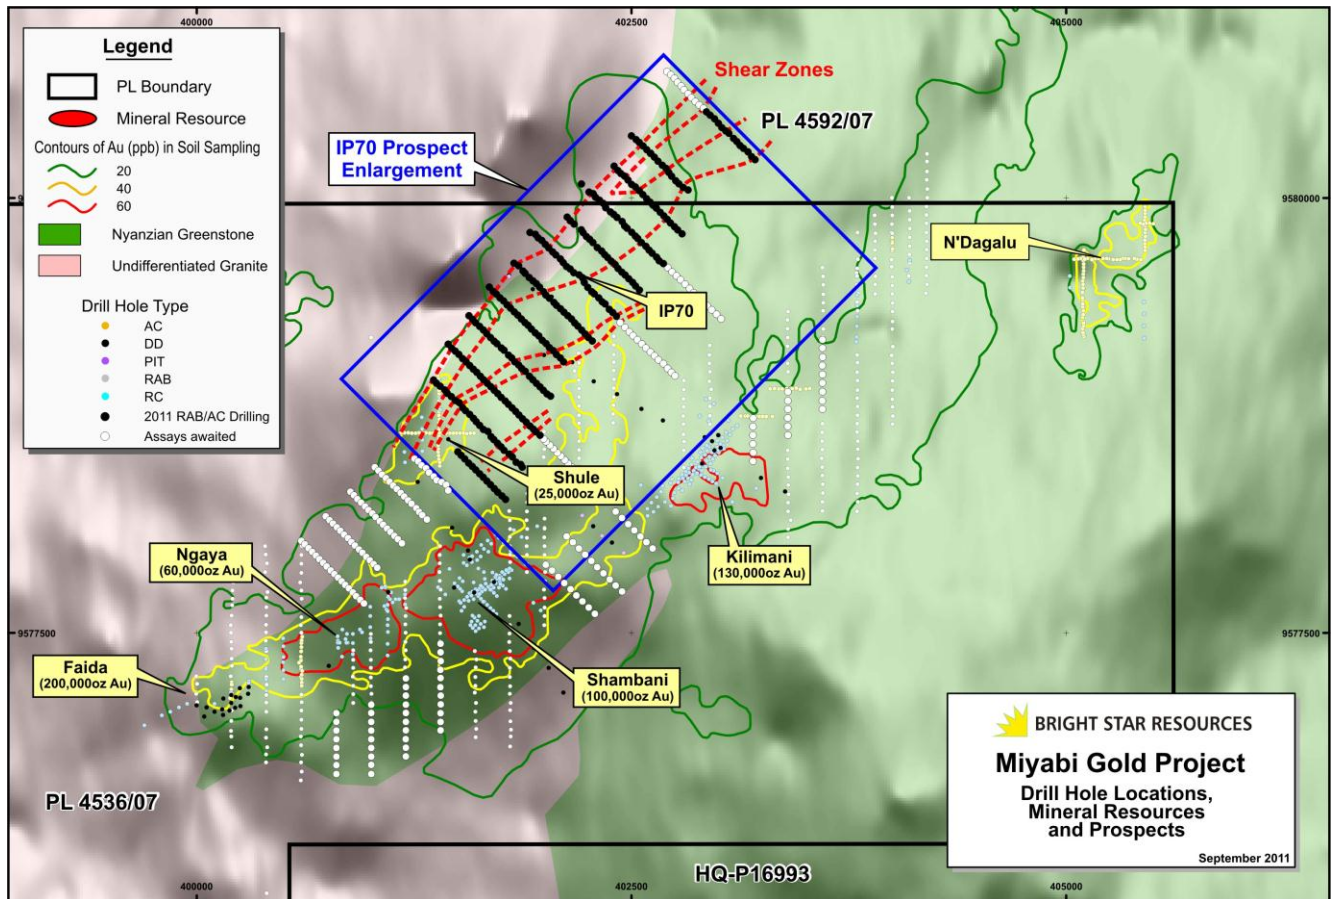 400000
402500
405000
Legend
PL Boundary
Mineral Resource
Contours of Au (ppb) in Soil Sampling
20
40
60
Nyanzian Greenstone
Undifferentiated Granite
Drill Hole Type
AC
DD
PIT
RAB
RC
2011 RAB/AC Drilling
Assays awaited
Shear Zones
PL 4592/07
IP70 Prospect
Enlargement
9580000
N'Dagalu
IP70
Shule
(25,000oz Au)
Kilimani
(130,000oz Au)
Ngaya
(60,000oz Au)
9577500
9577500
Faida
(200,000oz Au)
Shambani
(100,000oz Au)
PL 4536/07
BRIGHT STAR RESOURCES
Miyabi Gold Project
Drill Hole Locations,
Mineral Resources
and Prospects
September 2011
HQ-P16993
400000
402500
405000